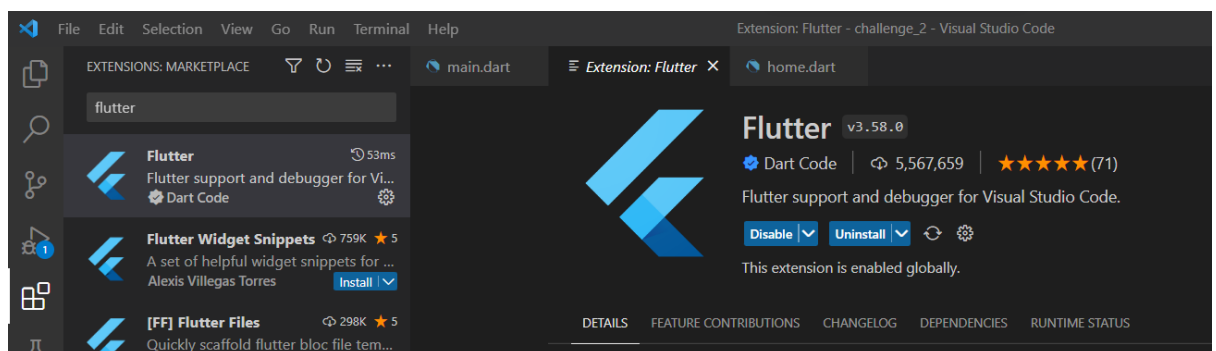 File Edit Selection View Go Run Terminal Help
Extension: Flutter - challenge_2 - Visual Studio Code
EXTENSIONS: MARKETPLACE
main.dart
Extension: Flutter
home.dart
flutter
Flutter 53ms
Flutter support and debugger for Vi...
Dart Code
Flutter Widget Snippets 759K 5
A set of helpful widget snippets for ...
Alexis Villegas Torres Install
[FF] Flutter Files 298K 5
Quickly scaffold flutter bloc file tem...
1
Flutter v3.58.0
Dart Code 5,567,659 (71)
Flutter support and debugger for Visual Studio Code.
Disable Uninstall
This extension is enabled globally.
DETAILS FEATURE CONTRIBUTIONS CHANGELOG DEPENDENCIES RUNTIME STATUS